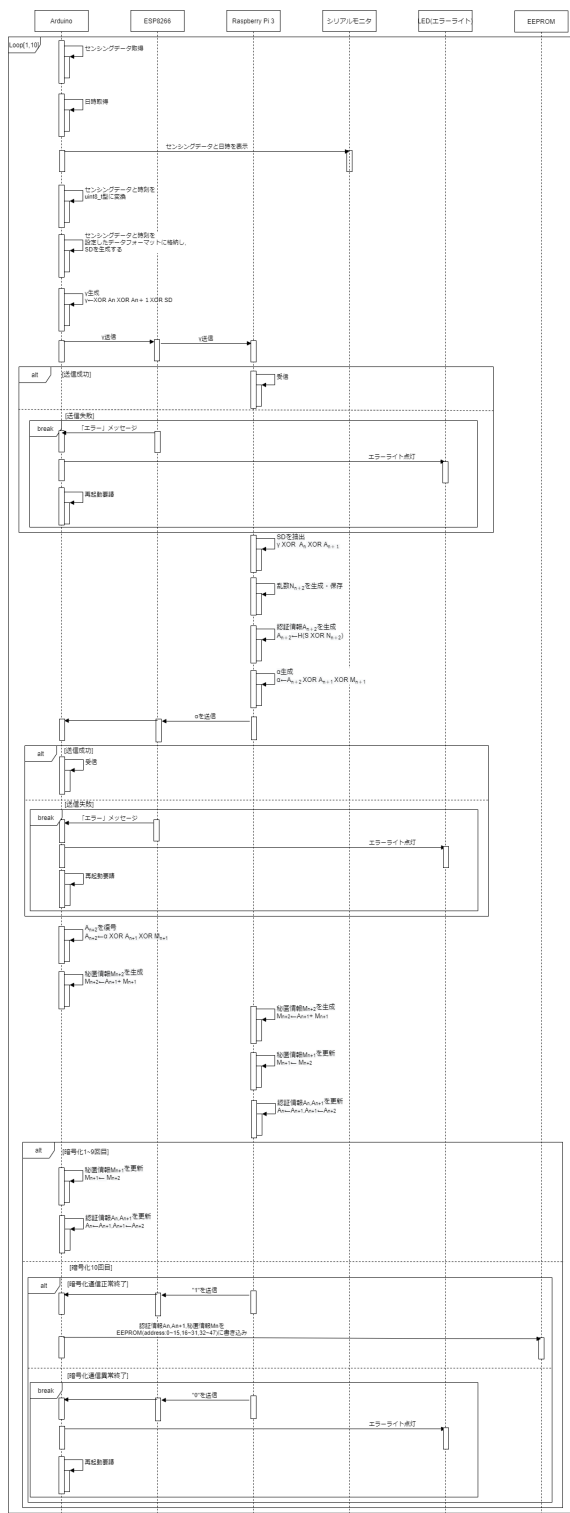 Arduino
ESP8266
Raspberry Pi 3
シリアルモニタ
LED(エラーライト)
EEPROM
Loop[1,10]
センシングデータ取得
日時取得
センシングデータと日時を表示
センシングデータと時刻を
uint8_t型に変換
センシングデータと時刻を
設定したデータフォーマットに格納し、
SDを生成する
γ生成
γ←XOR An XOR An + 1 XOR SD
γ送信
γ送信
alt
[送信成功]
受信
[送信失敗]
break
「エラー」メッセージ
エラーライト点灯
再起動要請
SDを抽出
γ XOR An XOR An + 1
乱数Nn + 2を生成・保存
認証情報An + 2を生成
An + 2←H(S XOR Nn + 2)
α生成
α←An + 2 XOR An + 1 XOR Mn + 1
αを送信
alt
[送信成功]
受信
[送信失敗]
break
「エラー」メッセージ
エラーライト点灯
再起動要請
An+2を復号
An+2←α XOR An+1 XOR Mn+1
秘匿情報Mn+2を生成
Mn+2←An+1+ Mn+1
秘匿情報Mn+2を生成
Mn+2←An+1+ Mn+1
秘匿情報Mn+1を更新
Mn+1← Mn+2
認証情報An,An+1を更新
An←An+1,An+1←An+2
alt
[暗号化1~9回目]
秘匿情報Mn+1を更新
Mn+1← Mn+2
認証情報An,An+1を更新
An←An+1,An+1←An+2
[暗号化10回目]
alt
[暗号化通信正常終了]
"1"を送信
認証情報An,An+1,秘匿情報Mnを
EEPROM(address:0~15,16~31,32~47)に書き込み
[暗号化通信異常終了]
break
"0"を送信
エラーライト点灯
再起動要請